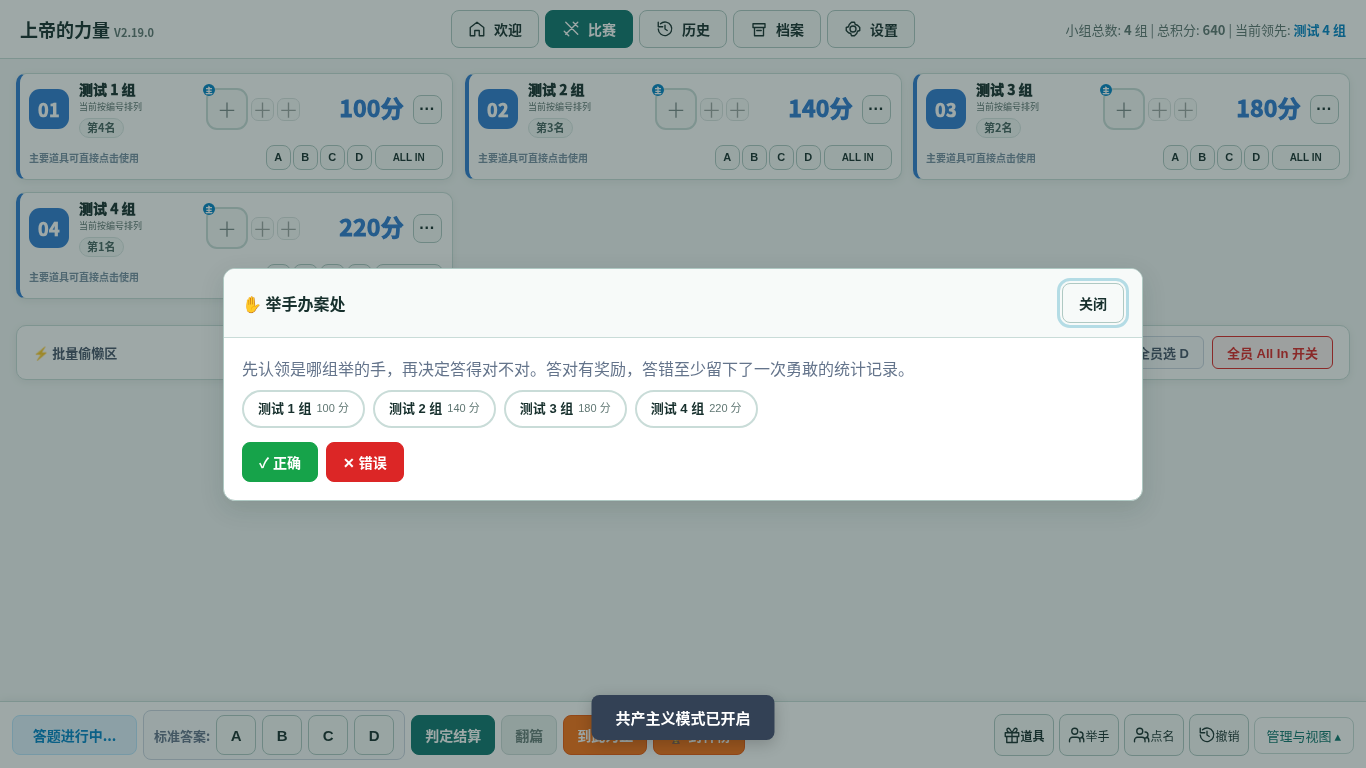 上帝的力量 V2.19.0
欢迎
比赛
历史
档案
设置
小组总数: 4 组 | 总积分: 640 | 当前领先: 测试 4 组
01
测试 1 组
当前按编号排列
第4名
主
100分
...
主要道具可直接点击使用
A
B
C
D
ALL IN
02
测试 2 组
当前按编号排列
第3名
主
140分
...
主要道具可直接点击使用
A
B
C
D
ALL IN
03
测试 3 组
当前按编号排列
第2名
主
180分
...
主要道具可直接点击使用
A
B
C
D
ALL IN
04
测试 4 组
当前按编号排列
第1名
主
220分
...
主要道具可直接点击使用
⚡ 批量偷懒区
全员选 D
全员 All In 开关
✋ 举手办案处
关闭
先认领是哪组举的手，再决定答得对不对。答对有奖励，答错至少留下了一次勇敢的统计记录。
测试 1 组 100 分
测试 2 组 140 分
测试 3 组 180 分
测试 4 组 220 分
✓ 正确
✕ 错误
共产主义模式已开启
答题进行中...
标准答案:
A
B
C
D
判定结算
翻篇
道具
举手
点名
撤销
管理与视图 ▴